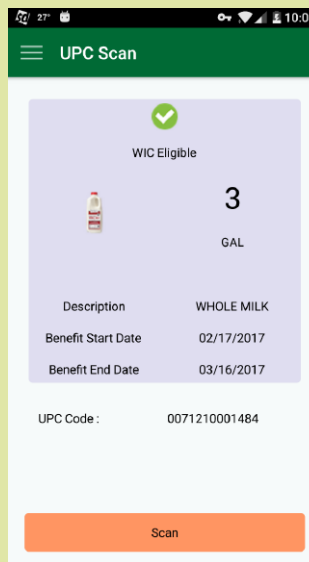 27° 10:0
UPC Scan
WIC Eligible
3
GAL
Description WHOLE MILK
Benefit Start Date 02/17/2017
Benefit End Date 03/16/2017
UPC Code : 0071210001484
Scan